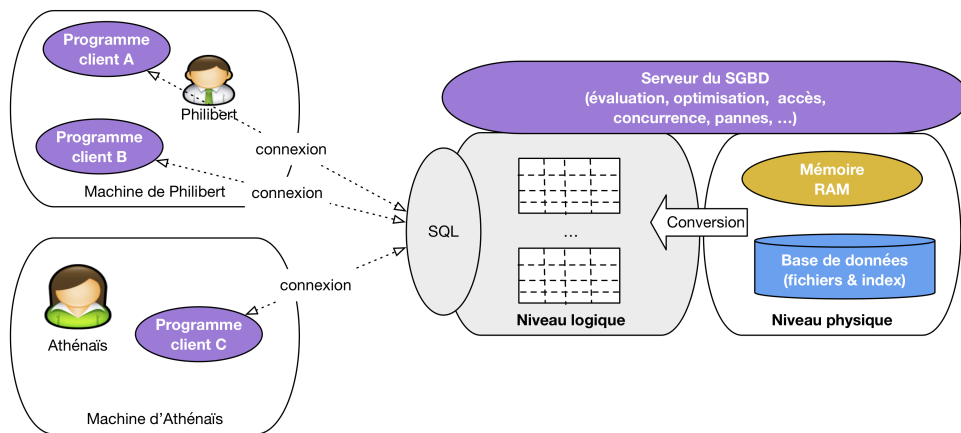 Programme
client A
Philibert
Programme
client B
Machine de Philibert
connexion
connexion
connexion
Athénaïs
Programme
client C
Machine d'Athénaïs
Serveur du SGBD
(évaluation, optimisation, accès,
concurrence, pannes, ...)
SQL
...
Niveau logique
Conversion
Mémoire
RAM
Base de données
(fichiers & index)
Niveau physique